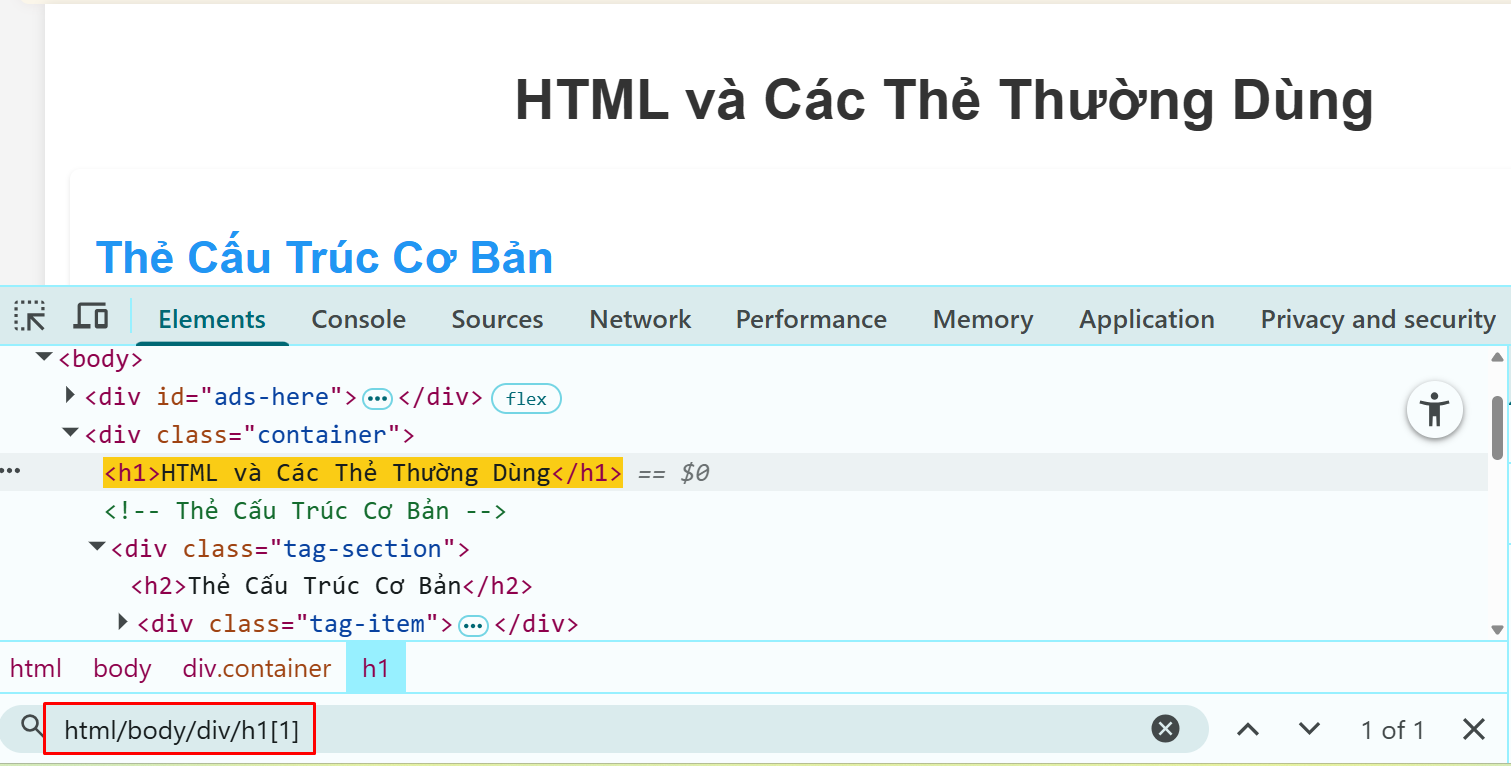 HTML và Các Thẻ Thường Dùng
Thẻ Cấu Trúc Cơ Bản
Elements Console Sources Network Performance Memory Application Privacy and security
<body>
<div id="ads-here"> ••• </div> flex
<div class="container">
••• <h1>HTML và Các Thẻ Thường Dùng</h1> == $0
<!-- Thẻ Cấu Trúc Cơ Bản -->
<div class="tag-section">
<h2>Thẻ Cấu Trúc Cơ Bản</h2>
<div class="tag-item"> ••• </div>
html body div.container h1
html/body/div/h1[1] 1 of 1